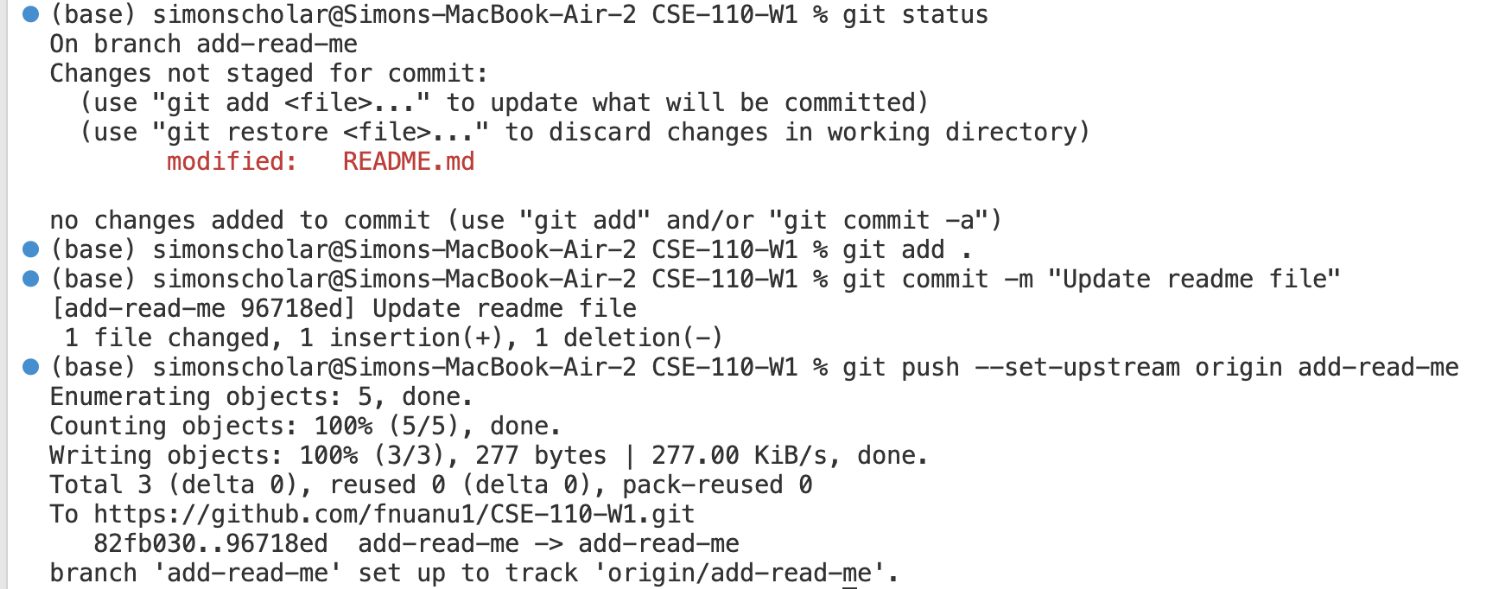 (base) simonscholar@Simons-MacBook-Air-2 CSE-110-W1 % git status
On branch add-read-me
Changes not staged for commit:
  (use "git add <file>..." to update what will be committed)
  (use "git restore <file>..." to discard changes in working directory)
        modified:   README.md

no changes added to commit (use "git add" and/or "git commit -a")
(base) simonscholar@Simons-MacBook-Air-2 CSE-110-W1 % git add .
(base) simonscholar@Simons-MacBook-Air-2 CSE-110-W1 % git commit -m "Update readme file"
[add-read-me 96718ed] Update readme file
 1 file changed, 1 insertion(+), 1 deletion(-)
(base) simonscholar@Simons-MacBook-Air-2 CSE-110-W1 % git push --set-upstream origin add-read-me
Enumerating objects: 5, done.
Counting objects: 100% (5/5), done.
Writing objects: 100% (3/3), 277 bytes | 277.00 KiB/s, done.
Total 3 (delta 0), reused 0 (delta 0), pack-reused 0
To https://github.com/fnuanu1/CSE-110-W1.git
   82fb030..96718ed  add-read-me -> add-read-me
branch 'add-read-me' set up to track 'origin/add-read-me'.